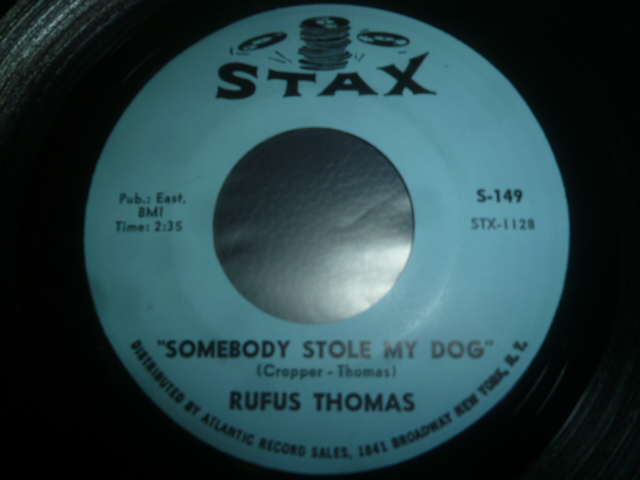 STAX
Pub.: East,
BMI
Time: 2:35
S-149
STX-1128
"SOMEBODY STOLE MY DOG"
(Cropper - Thomas)
RUFUS THOMAS
DISTRIBUTED BY ATLANTIC RECORD SALES, 1841 BROADWAY NEW YORK, N. Y.